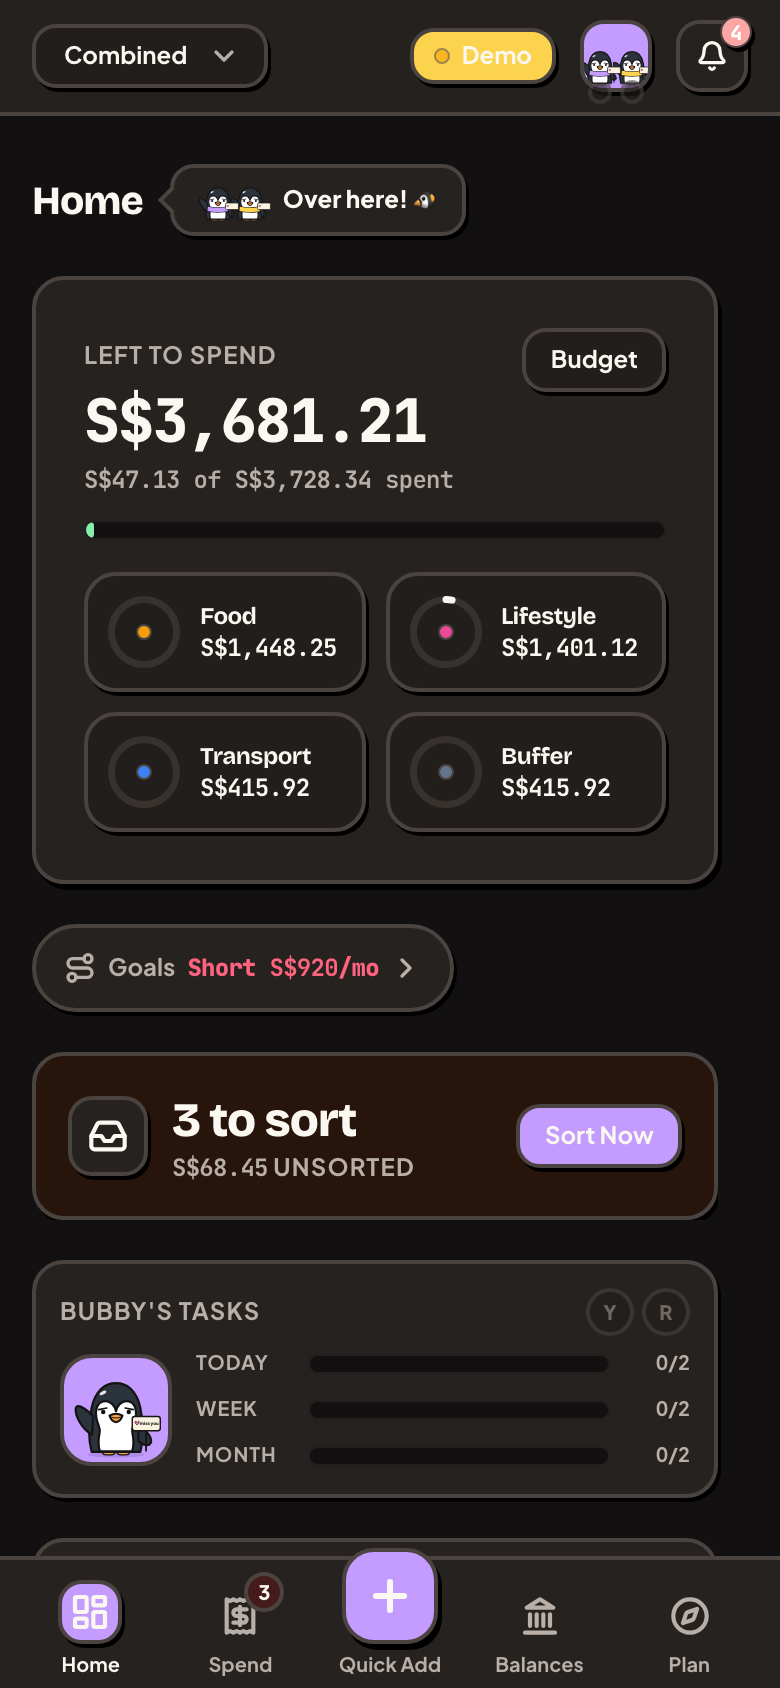 Combined
Demo
4
Home
Over here!
LEFT TO SPEND
Budget
S$3,681.21
S$47.13 of S$3,728.34 spent
Food
S$1,448.25
Lifestyle
S$1,401.12
Transport
S$415.92
Buffer
S$415.92
Goals Short S$920/mo
3 to sort
S$68.45 UNSORTED
Sort Now
BUBBY'S TASKS
Y R
TODAY 0/2
WEEK 0/2
MONTH 0/2
miss you
3
Home
Spend
Quick Add
Balances
Plan